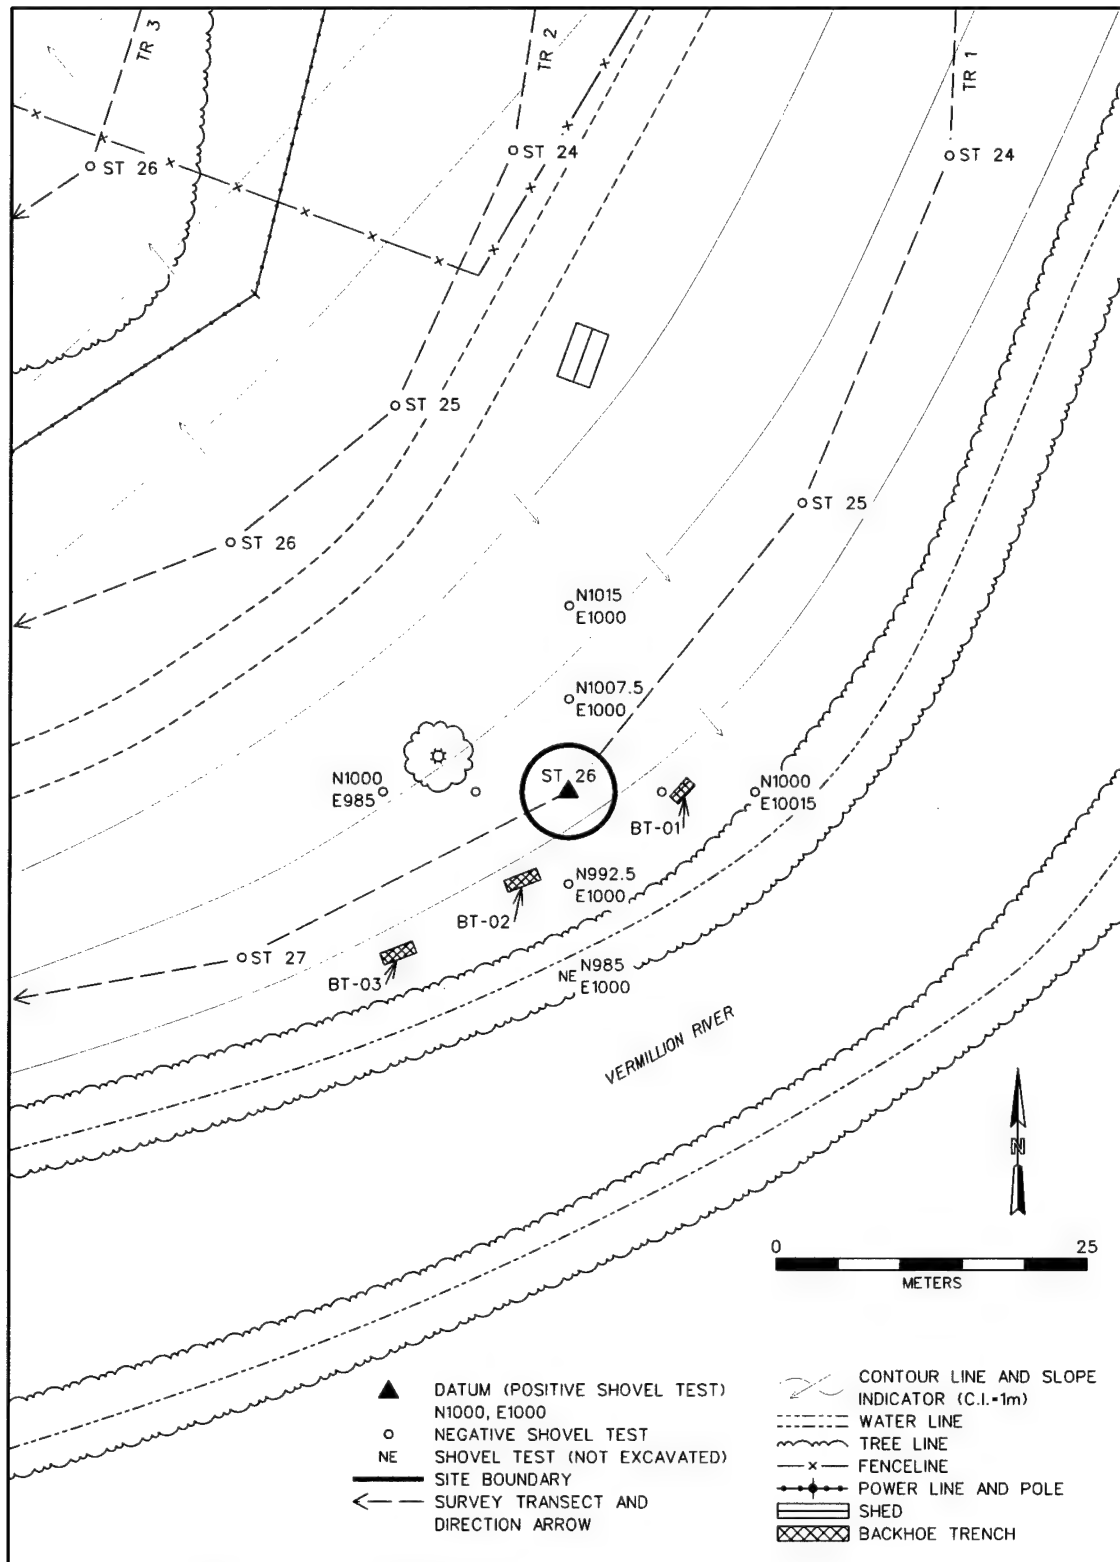 TR 3
TR 2
TR 1
ST 26
ST 24
ST 24
ST 25
ST 25
ST 26
N1015
E1000
N1007.5
E1000
N1000
E985
ST 26
N1000
E10015
BT-01
N992.5
E1000
BT-02
ST 27
BT-03
NE
N985
E1000
VERMILLION RIVER
N
0
25
METERS
DATUM (POSITIVE SHOVEL TEST)
N1000, E1000
NEGATIVE SHOVEL TEST
NE SHOVEL TEST (NOT EXCAVATED)
SITE BOUNDARY
SURVEY TRANSECT AND
DIRECTION ARROW
CONTOUR LINE AND SLOPE
INDICATOR (C.I.=1m)
WATER LINE
TREE LINE
FENCELINE
POWER LINE AND POLE
SHED
BACKHOE TRENCH